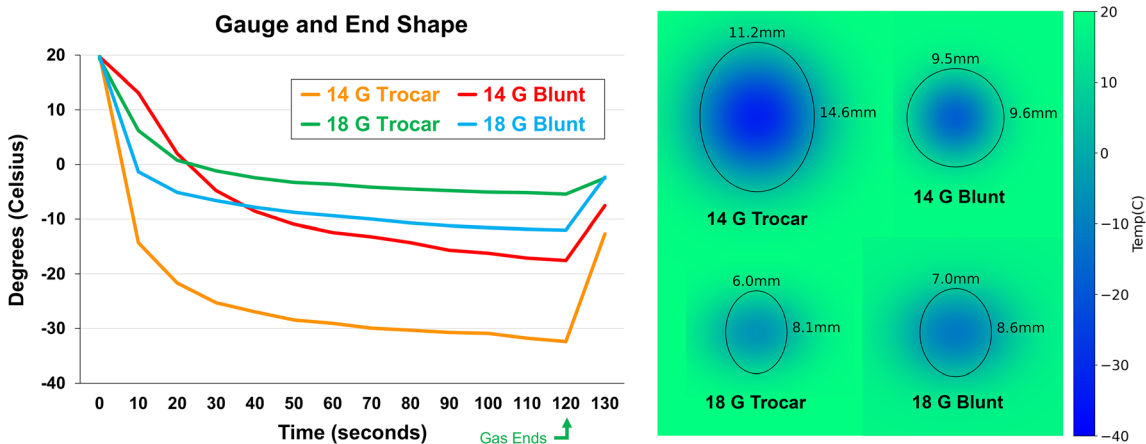 Gauge and End Shape
Degrees (Celsius)
20
10
0
-10
-20
-30
-40
14 G Trocar
14 G Blunt
18 G Trocar
18 G Blunt
0 10 20 30 40 50 60 70 80 90 100 110 120 130
Time (seconds)
Gas Ends
11.2mm
14.6mm
14 G Trocar
9.5mm
9.6mm
14 G Blunt
6.0mm
8.1mm
18 G Trocar
7.0mm
8.6mm
18 G Blunt
20
10
0
−10
−20
−30
−40
Temp(C)